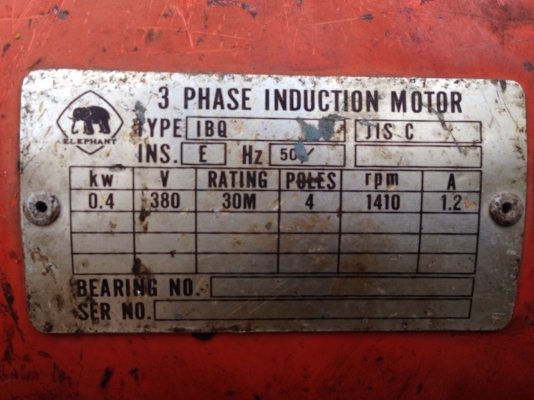 3 PHASE INDUCTION MOTOR
ELEPHANT
TYPE IBQ JIS C
INS. E Hz 50
kw V RATING POLES rpm A
0.4 380 30M 4 1410 1.2
BEARING NO.
SER NO.